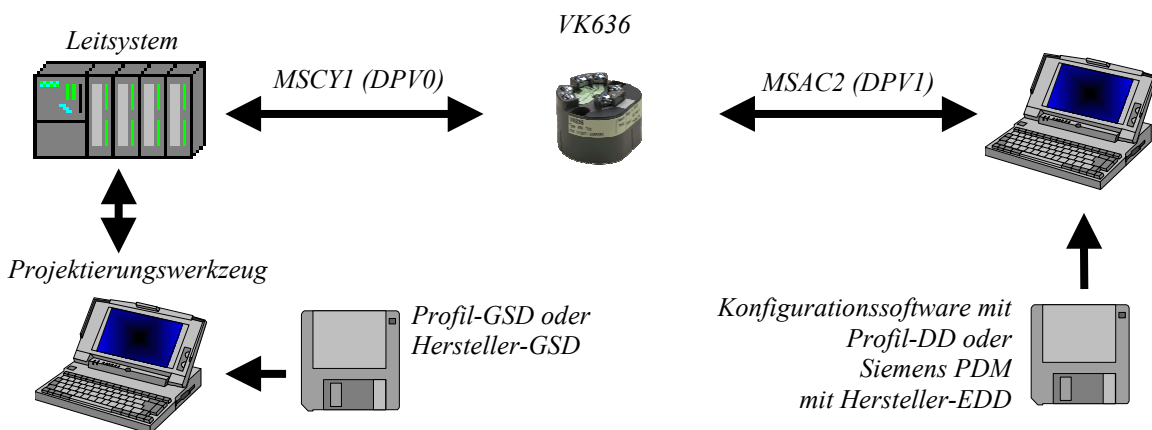 Leitsystem
VK636
MSCY1 (DPV0)
MSAC2 (DPV1)
Projektierungswerkzeug
Profil-GSD oder
Hersteller-GSD
Konfigurationssoftware mit
Profil-DD oder
Siemens PDM
mit Hersteller-EDD